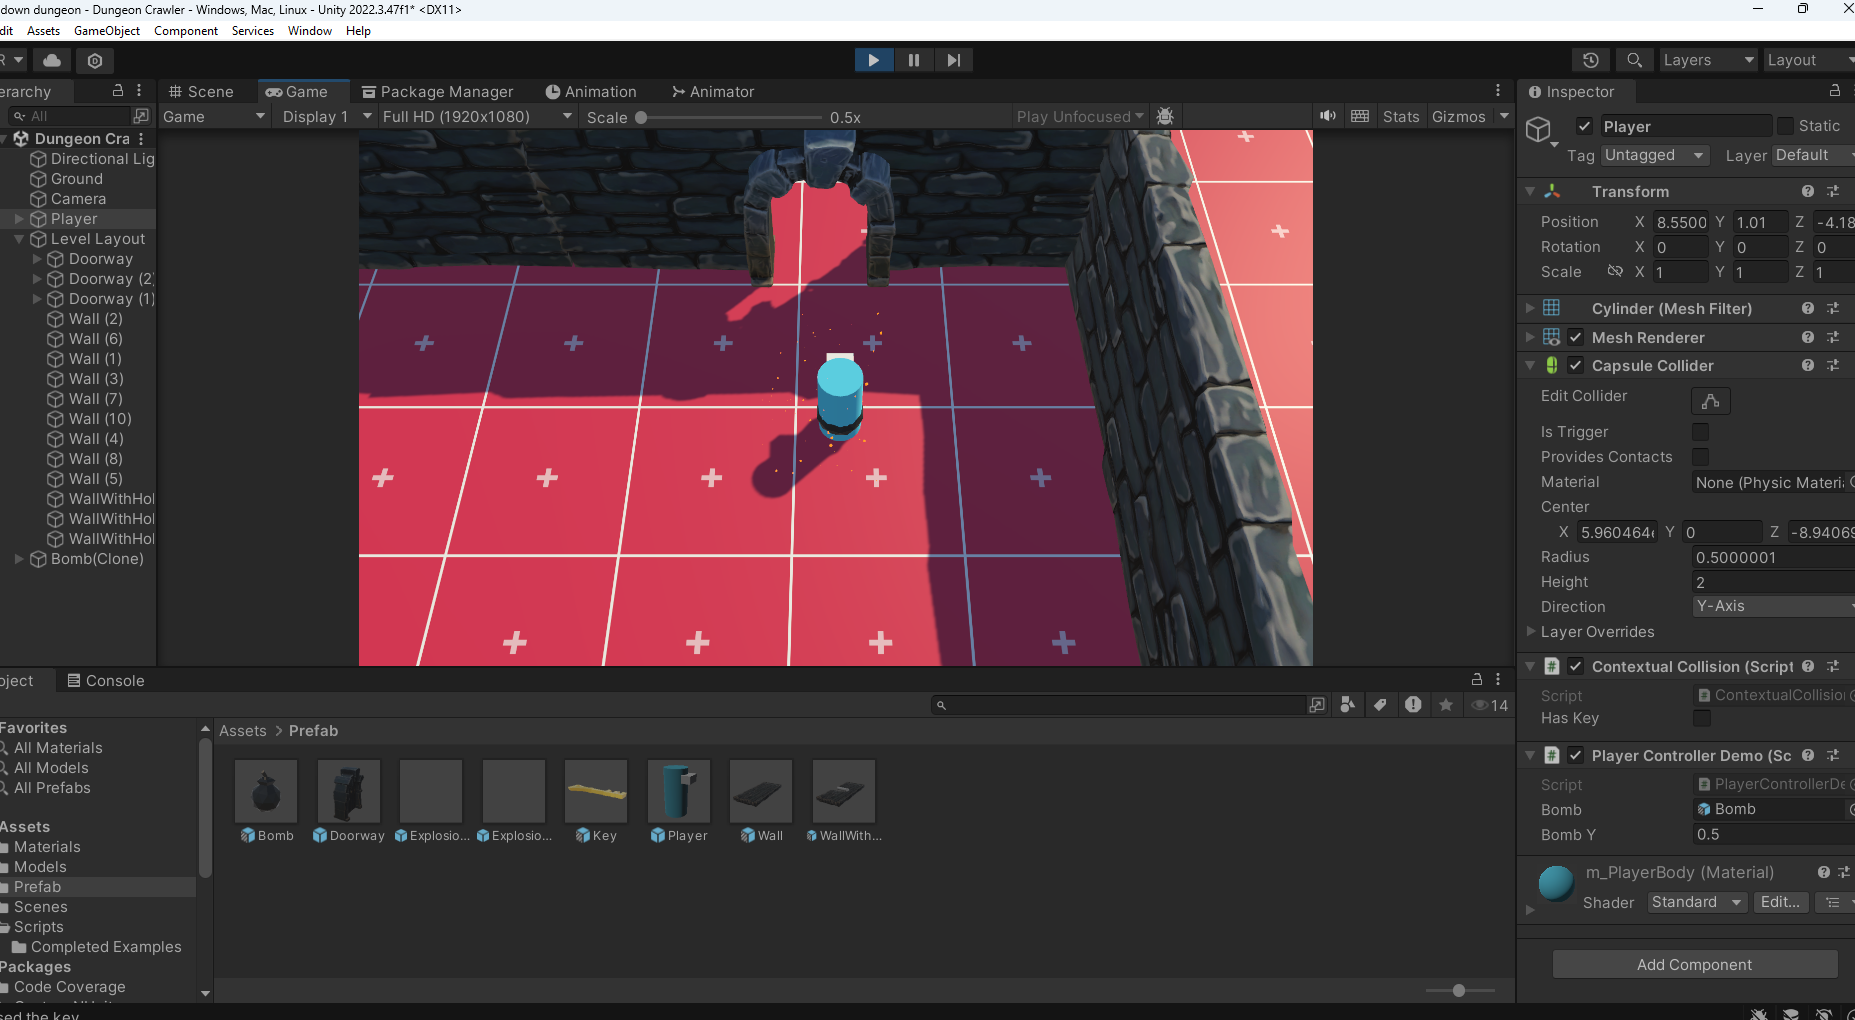 down dungeon - Dungeon Crawler - Windows, Mac, Linux - Unity 2022.3.47f1* <DX11>
dit Assets GameObject Component Services Window Help
R Layers Layout
erarchy Scene Game Package Manager Animation Animator Inspector
All Game Display 1 Full HD (1920x1080) Scale 0.5x Play Unfocused Stats Gizmos
Dungeon Cra
Directional Lig
Ground
Camera
Player
Level Layout
Doorway
Doorway (2)
Doorway (1)
Wall (2)
Wall (6)
Wall (1)
Wall (3)
Wall (7)
Wall (10)
Wall (4)
Wall (8)
Wall (5)
WallWithHol
WallWithHol
WallWithHol
Bomb(Clone)
Player Static
Tag Untagged Layer Default
Transform
Position X 8.5500 Y 1.01 Z -4.18
Rotation X 0 Y 0 Z 0
Scale X 1 Y 1 Z 1
Cylinder (Mesh Filter)
Mesh Renderer
Capsule Collider
Edit Collider
Is Trigger
Provides Contacts
Material None (Physic Materia
Center
X 5.960464 Y 0 Z -8.94069
Radius 0.5000001
Height 2
Direction Y-Axis
Layer Overrides
Contextual Collision (Script
Script ContextualCollision
Has Key
Player Controller Demo (Sc
Script PlayerControllerDe
Bomb Bomb
Bomb Y 0.5
m_PlayerBody (Material)
Shader Standard Edit...
Add Component
oject Console
14
Favorites
All Materials
All Models
All Prefabs
Assets
Materials
Models
Prefab
Scenes
Scripts
Completed Examples
Packages
Code Coverage
Assets > Prefab
Bomb Doorway Explosio... Explosio... Key Player Wall WallWith...
sed the key